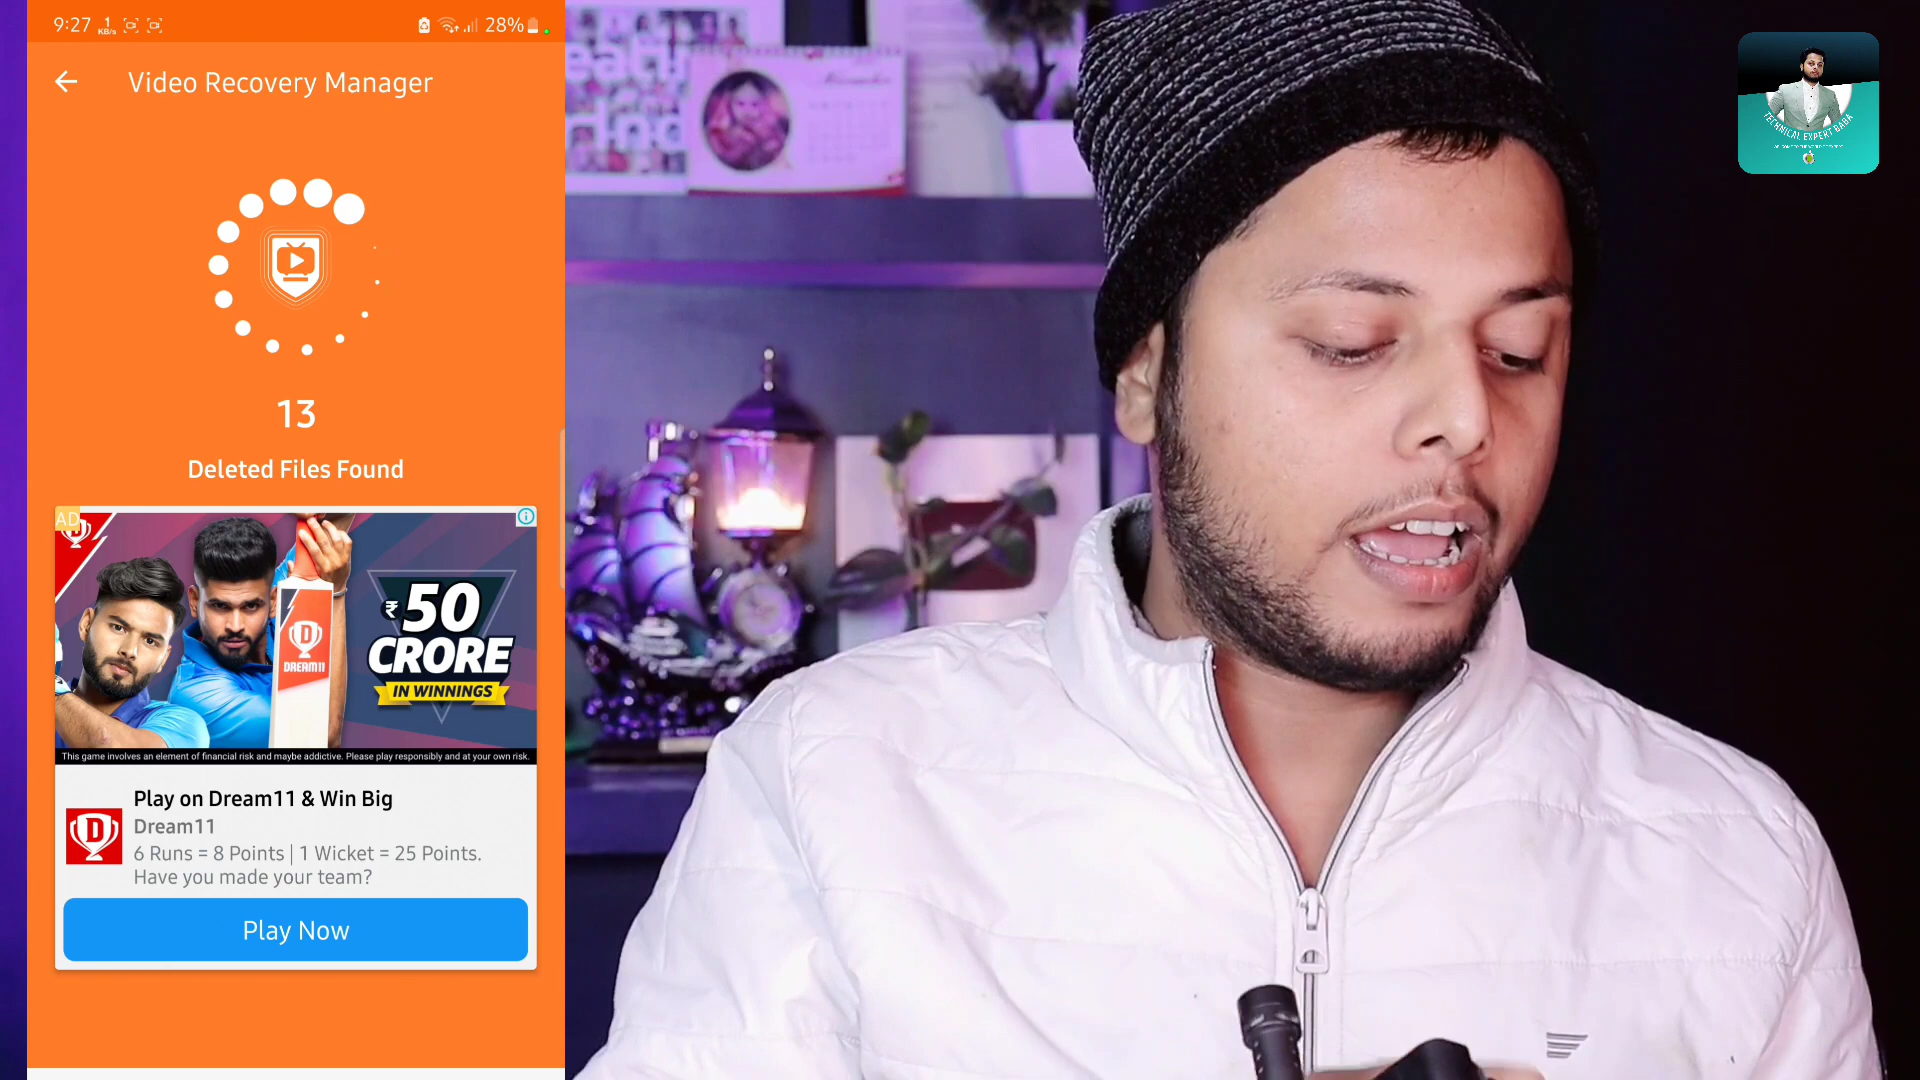 9:27
1
KB/s
28%
Video Recovery Manager
13
Deleted Files Found
AD
DREAM11
₹50
CRORE
IN WINNINGS
This game involves an element of financial risk and maybe addictive. Please play responsibly and at your own risk.
Play on Dream11 & Win Big
Dream11
6 Runs = 8 Points | 1 Wicket = 25 Points.
Have you made your team?
Play Now
TECHNICAL EXPERT BABA